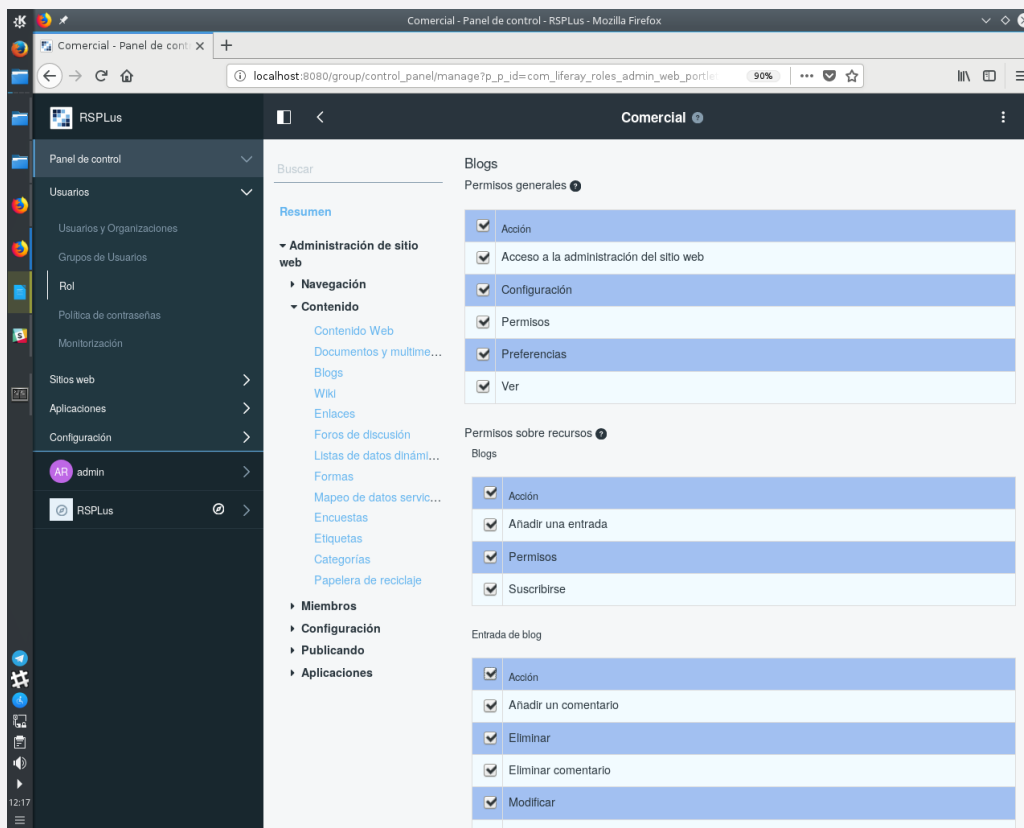 Comercial - Panel de control - RSPLus - Mozilla Firefox
Comercial - Panel de cont
localhost:8080/group/control_panel/manage?p_p_id=com_liferay_roles_admin_web_portle
90%
RSPLus
Comercial
Panel de control
Usuarios
Usuarios y Organizaciones
Grupos de Usuarios
Rol
Política de contraseñas
Monitorización
Sitios web
Aplicaciones
Configuración
AR admin
RSPLus
Buscar
Resumen
Administración de sitio
web
Navegación
Contenido
Contenido Web
Documentos y multime...
Blogs
Wiki
Enlaces
Foros de discusión
Listas de datos dinámi...
Formas
Mapeo de datos servic...
Encuestas
Etiquetas
Categorías
Papelera de reciclaje
Miembros
Configuración
Publicando
Aplicaciones
Blogs
Permisos generales
Acción
Acceso a la administración del sitio web
Configuración
Permisos
Preferencias
Ver
Permisos sobre recursos
Blogs
Acción
Añadir una entrada
Permisos
Suscribirse
Entrada de blog
Acción
Añadir un comentario
Eliminar
Eliminar comentario
Modificar
12:17